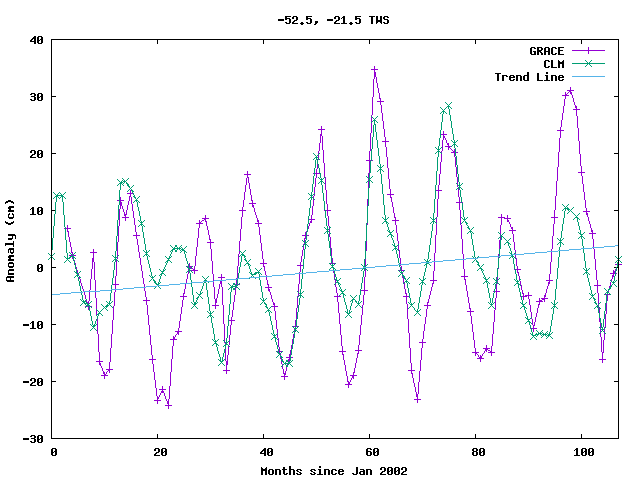 -52.5, -21.5 TWS
GRACE
CLM
Trend Line
Anomaly (cm)
40
30
20
10
0
-10
-20
-30
0 20 40 60 80 100
Months since Jan 2002